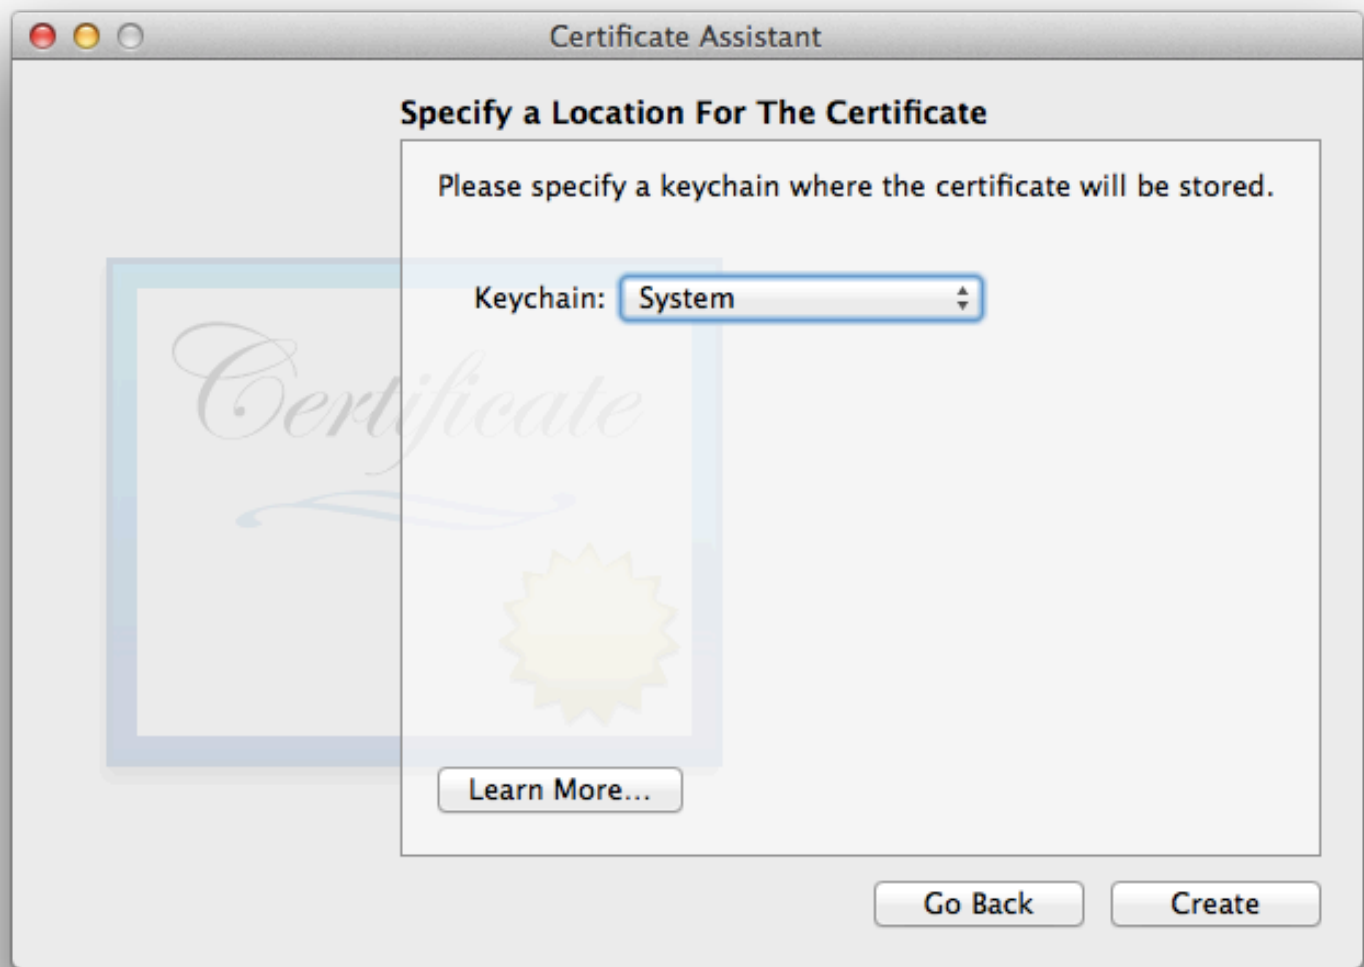 Certificate Assistant
Specify a Location For The Certificate
Please specify a keychain where the certificate will be stored.
Keychain: System
Certificate
Learn More...
Go Back Create